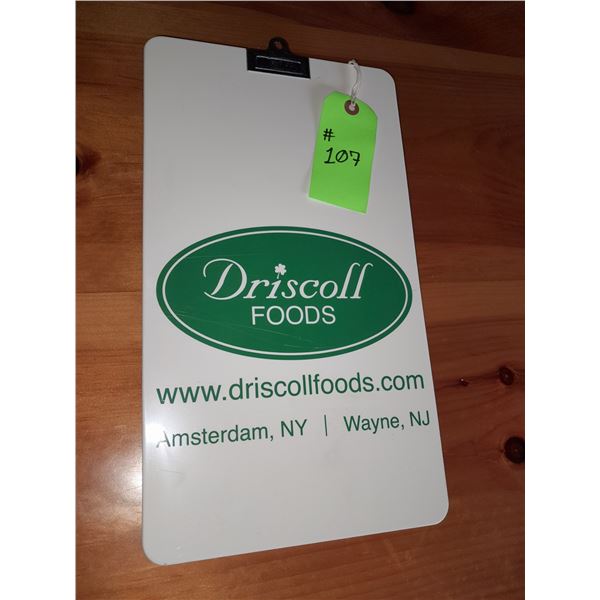 #
107
Driscoll
FOODS
www.driscollfoods.com
Amsterdam, NY | Wayne, NJ